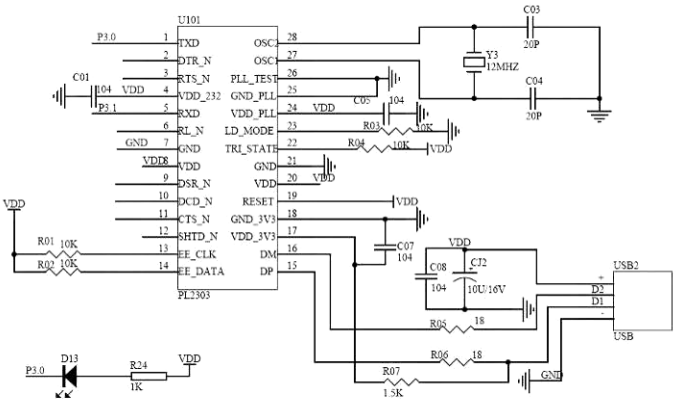 U101
P3.0 1 TXD OSC2 28
2 DTR_N OSC1 27
3 RTS_N PLL_TEST 26
C01 104 VDD 4 VDD_232 GND_PLL 25
P3.1 5 RXD VDD_PLL 24 VDD C05 104
6 RL_N LD_MODE 23 R03 10K
GND 7 GND TRI_STATE 22 R04 10K VDD
VDD 8 VDD GND 21
9 DSR_N VDD 20 VDD
10 DCD_N RESET 19 VDD
11 CTS_N GND_3V3 18
12 SHTD_N VDD_3V3 17
13 EE_CLK DM 16
14 EE_DATA DP 15
PL2303
C03
20P
Y3
12MHZ
C04
20P
VDD
R01 10K
R02 10K
C07
104
C08
104
VDD
+
CJ2
10U/16V
R05 18
R06 18
R07
1.5K
USB2
+
D2
D1
-
USB
GND
P3.0
D13
R24
1K
VDD